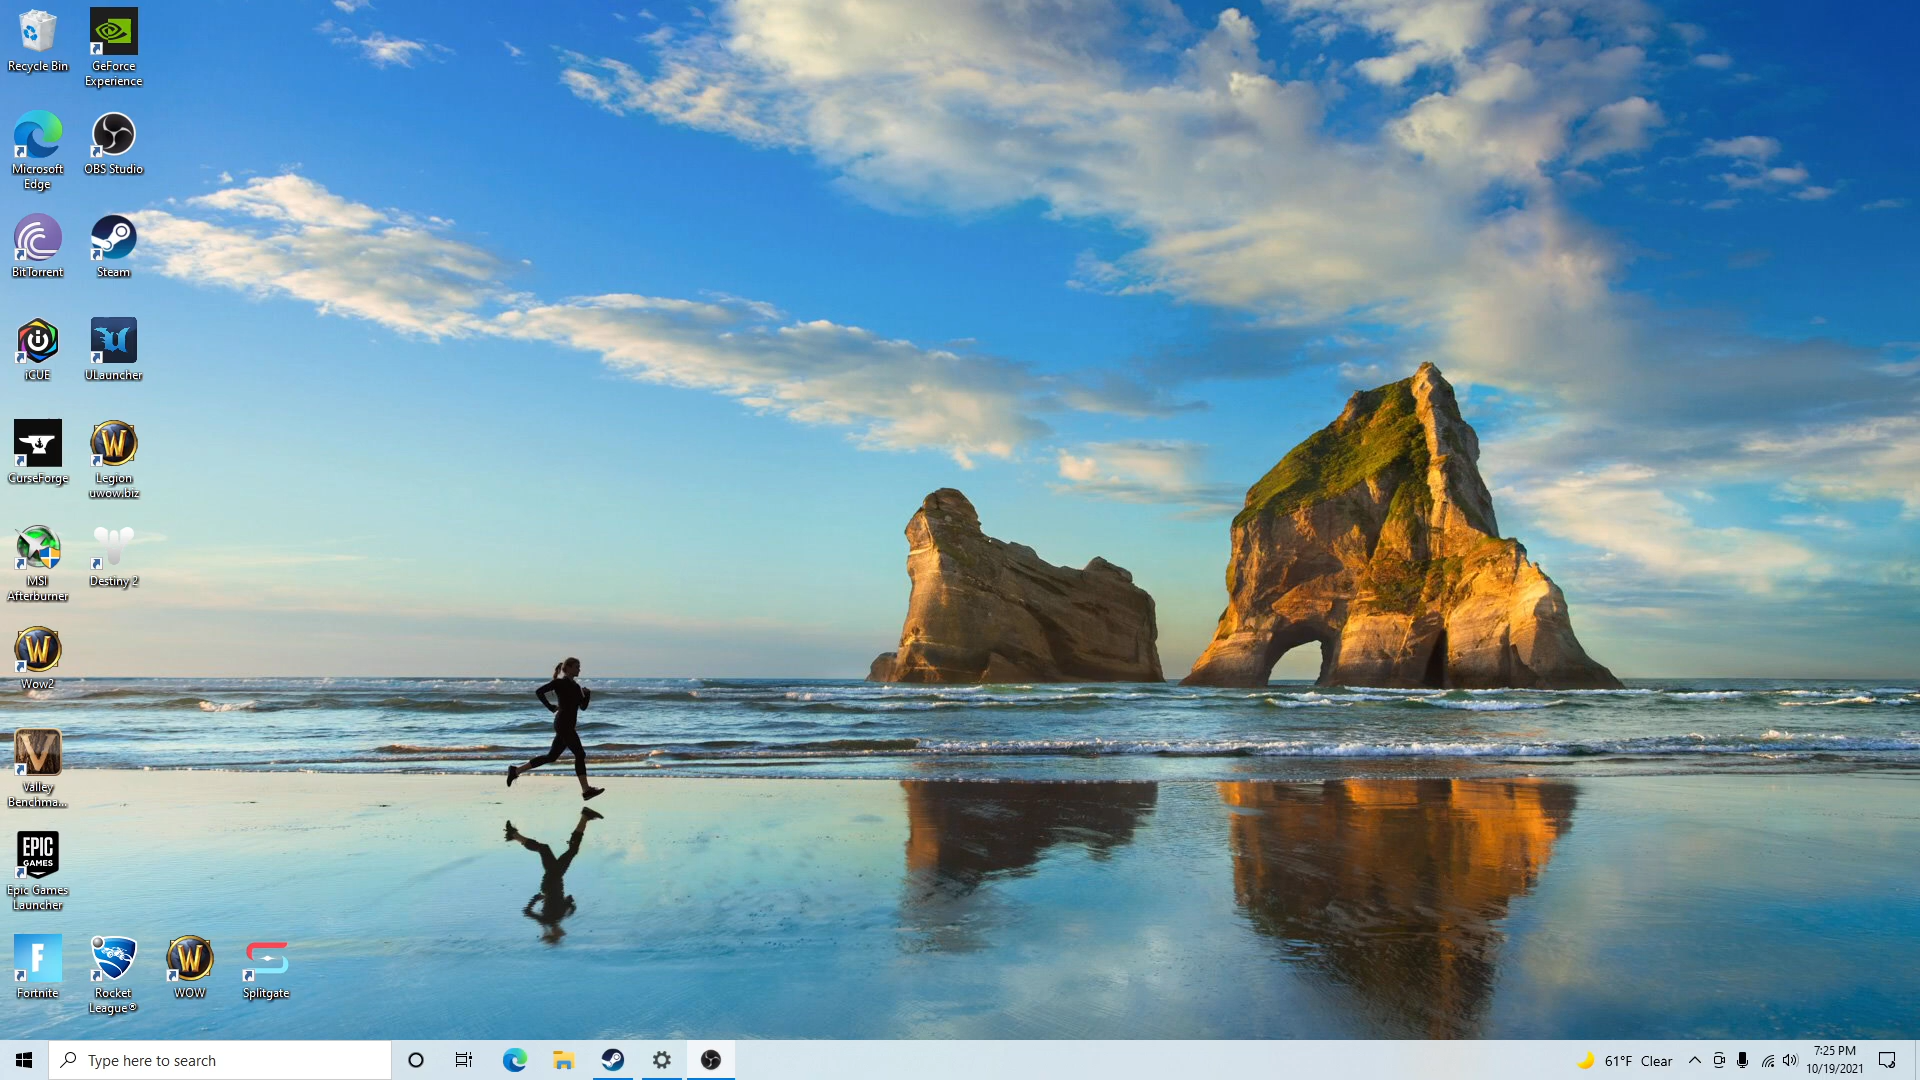 Recycle Bin
GeForce
Experience
Microsoft
Edge
OBS Studio
BitTorrent
Steam
iCUE
ULauncher
CurseForge
Legion
uwow.biz
MSI
Afterburner
Destiny 2
Wow2
Valley
Benchma...
EPIC
GAMES
Epic Games
Launcher
Fortnite
Rocket
League®
WOW
Splitgate
Type here to search
61°F Clear
7:25 PM
10/19/2021